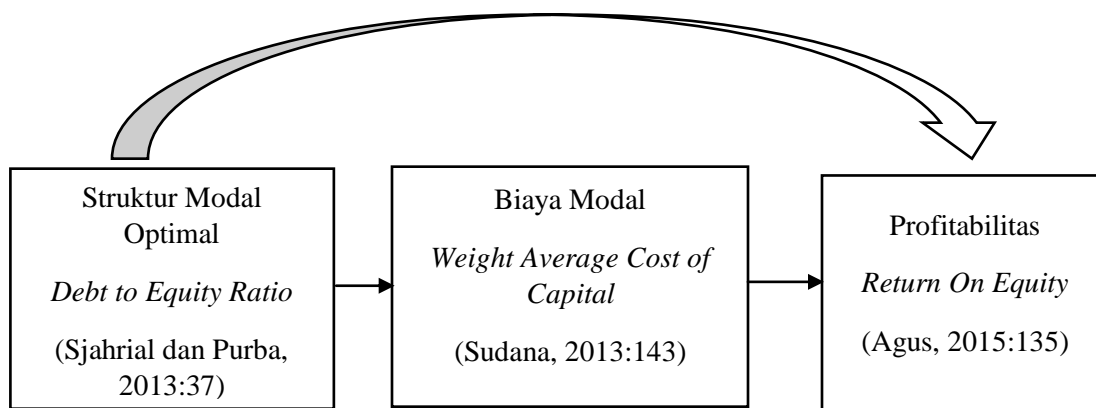 Struktur Modal
Optimal
Debt to Equity Ratio
(Sjahrial dan Purba,
2013:37)
Biaya Modal
Weight Average Cost of
Capital
(Sudana, 2013:143)
Profitabilitas
Return On Equity
(Agus, 2015:135)